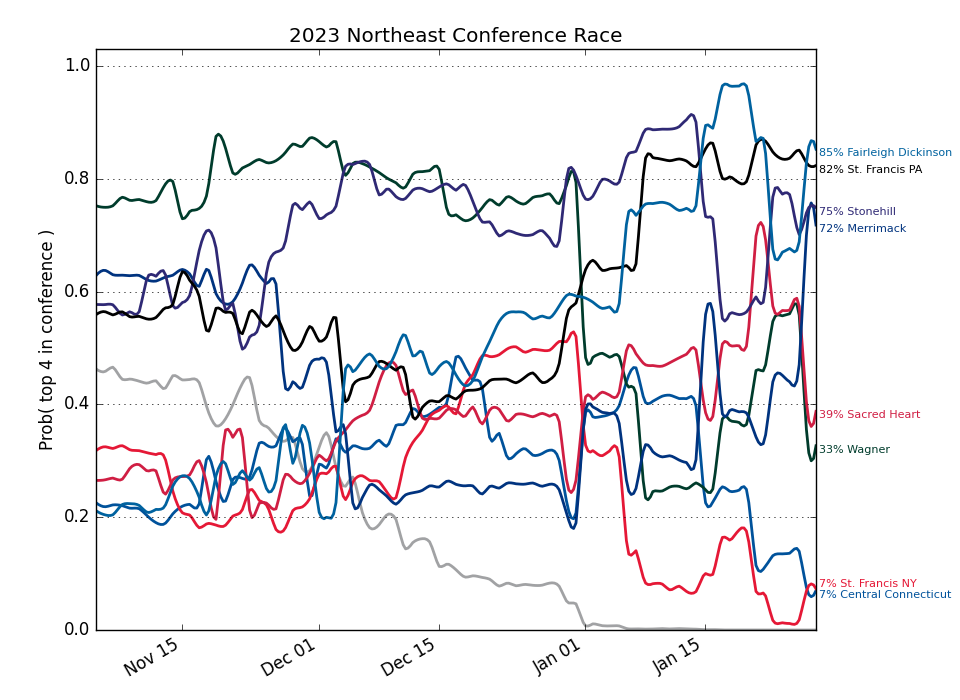 2023 Northeast Conference Race
Prob( top 4 in conference )
1.0
0.8
0.6
0.4
0.2
0.0
Nov 15
Dec 01
Dec 15
Jan 01
Jan 15
85% Fairleigh Dickinson
82% St. Francis PA
75% Stonehill
72% Merrimack
39% Sacred Heart
33% Wagner
7% St. Francis NY
7% Central Connecticut